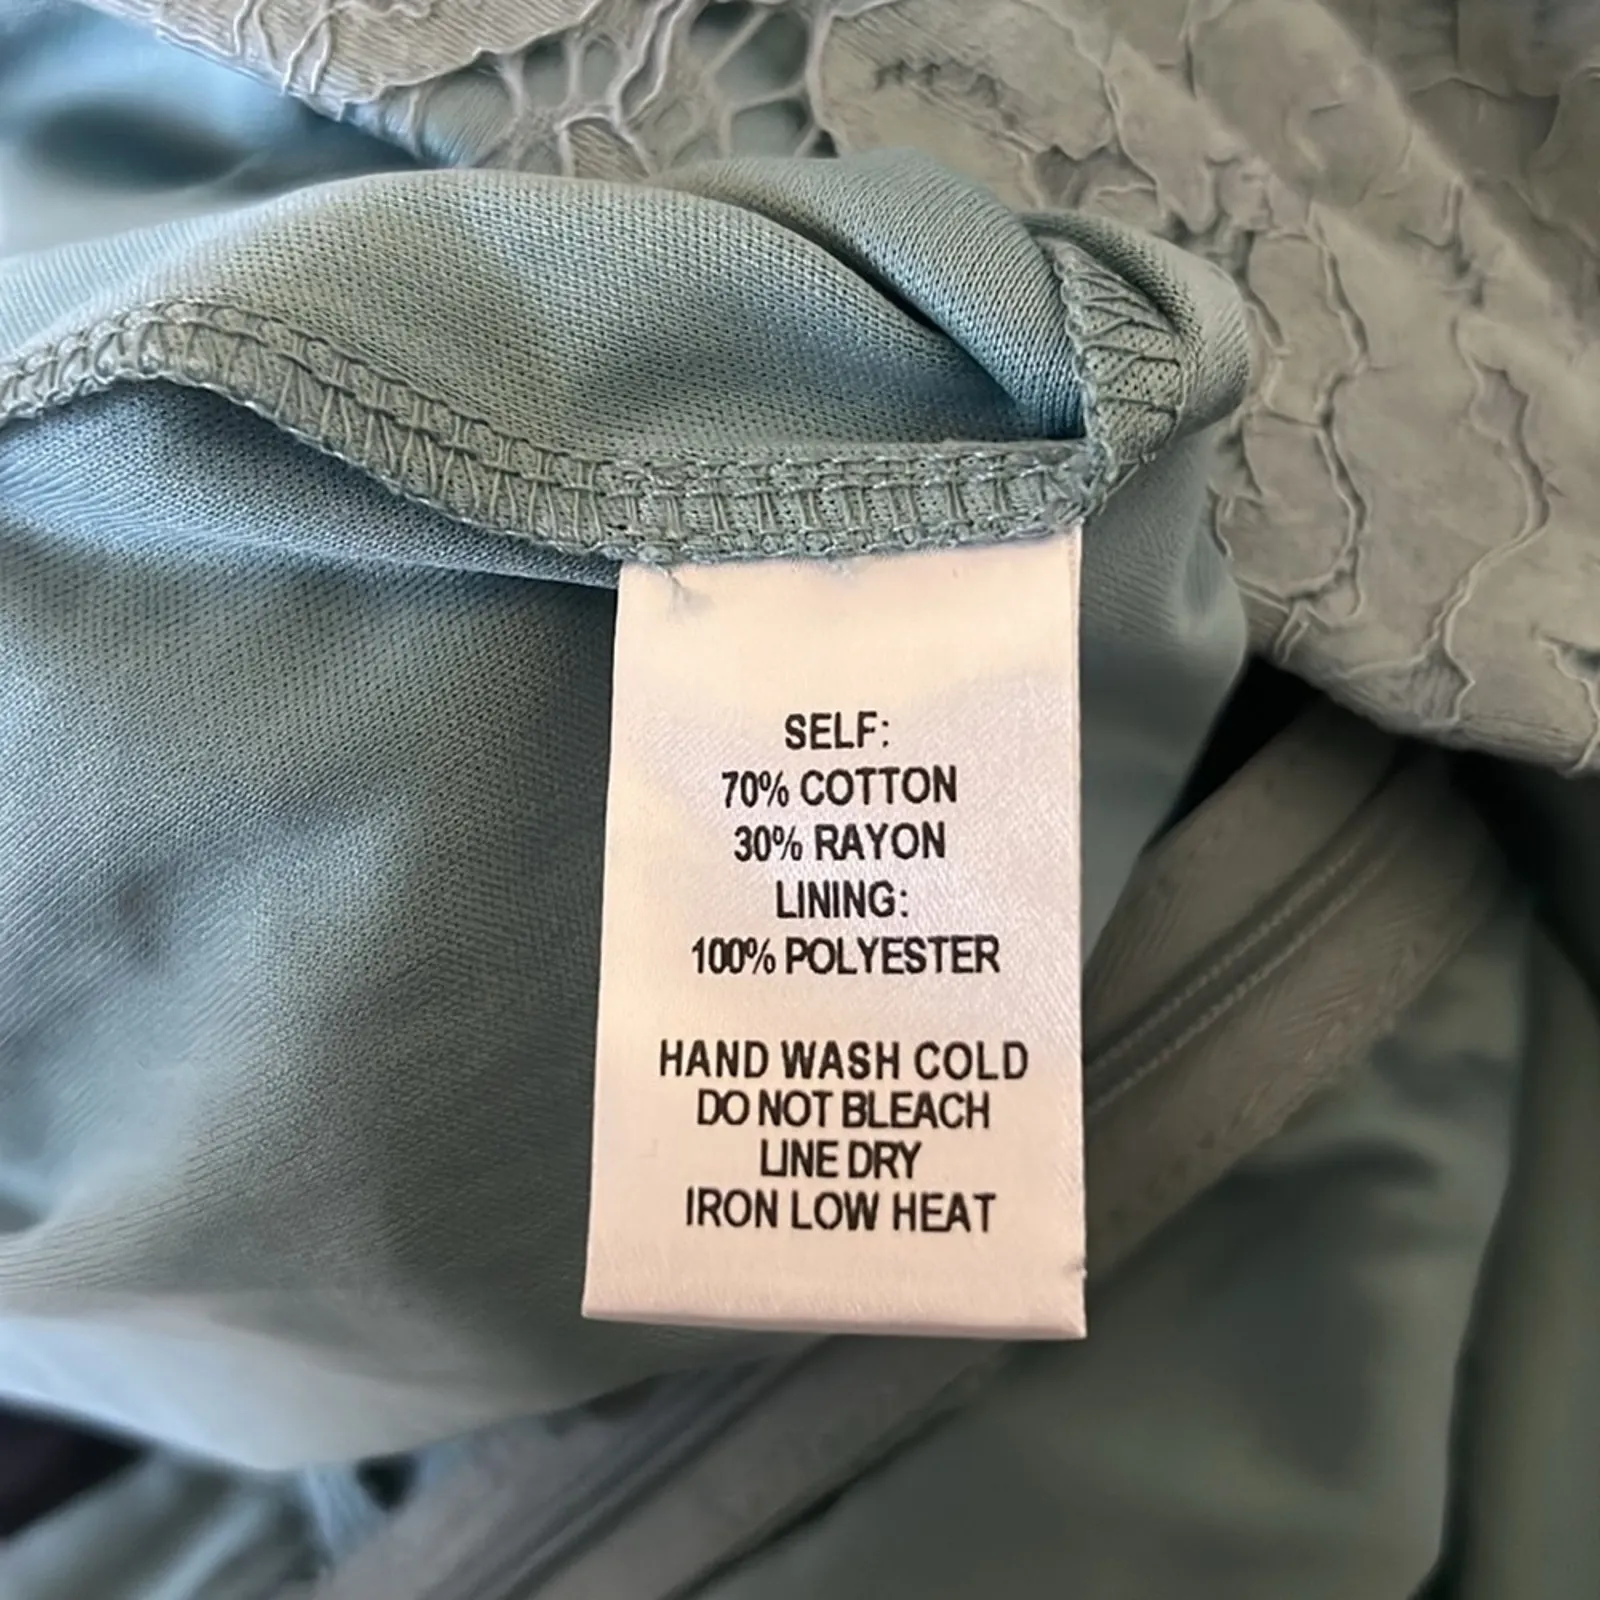 SELF:
70% COTTON
30% RAYON
LINING:
100% POLYESTER
HAND WASH COLD
DO NOT BLEACH
LINE DRY
IRON LOW HEAT